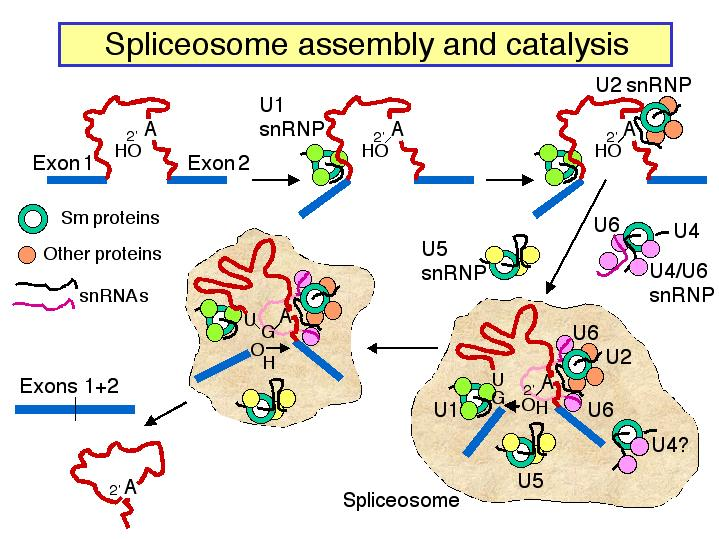 Spliceosome assembly and catalysis
Exon 1
2'
A
HO
Exon 2
U1
snRNP
2'
A
HO
U2 snRNP
2'
A
HO
Sm proteins
Other proteins
snRNAs
U5
snRNP
U6
U4
U4/U6
snRNP
U
G
A
O
H
U6
U2
U
G
2'
A
OH
U1
U6
U4?
U5
Spliceosome
Exons 1+2
2'
A